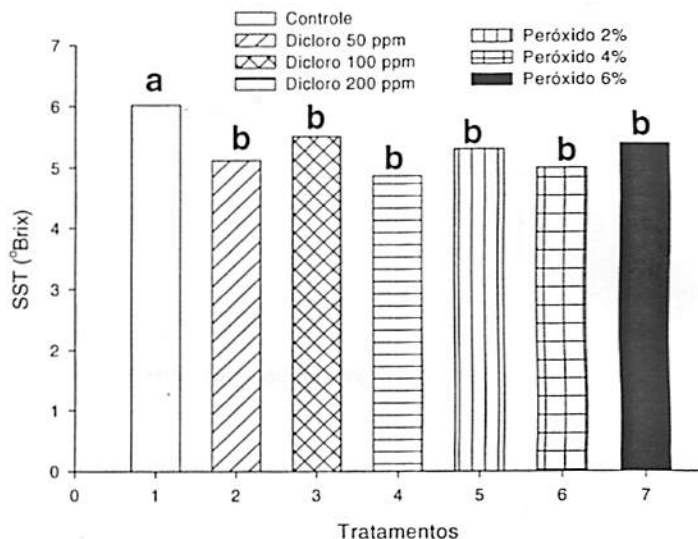 Controle
Dicloro 50 ppm
Dicloro 100 ppm
Dicloro 200 ppm
Peróxido 2%
Peróxido 4%
Peróxido 6%
SST (°Brix)
7
6
5
4
3
2
1
0
a
b
b
b
b
b
b
0 1 2 3 4 5 6 7
Tratamentos